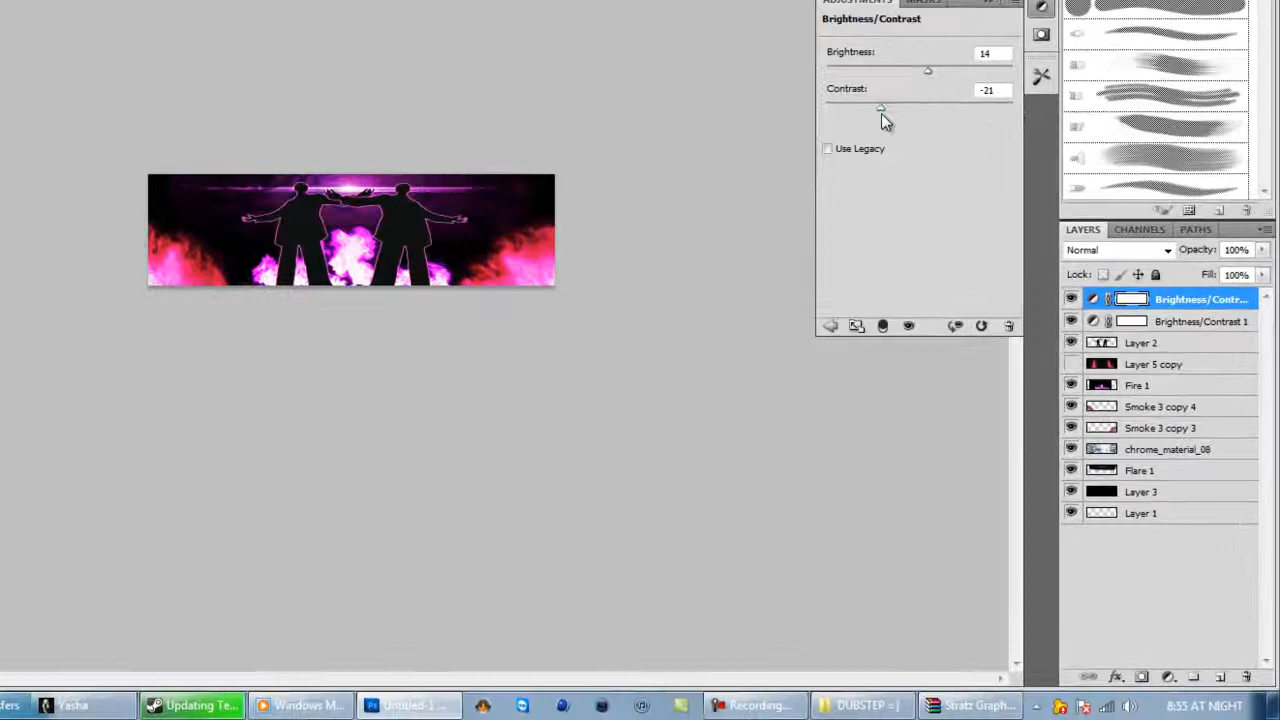 ADJUSTMENTS MASKS
Brightness/Contrast
Brightness: 14
Contrast: -21
Use Legacy
LAYERS CHANNELS PATHS
Normal Opacity: 100%
Lock: Fill: 100%
Brightness/Contr...
Brightness/Contrast 1
Layer 2
Layer 5 copy
Fire 1
Smoke 3 copy 4
Smoke 3 copy 3
chrome_material_08
Flare 1
Layer 3
Layer 1
fers Yasha Updating Te... Windows M... Untitled-1 ... Recording... DUBSTEP =] Stratz Graph... 8:55 AT NIGHT